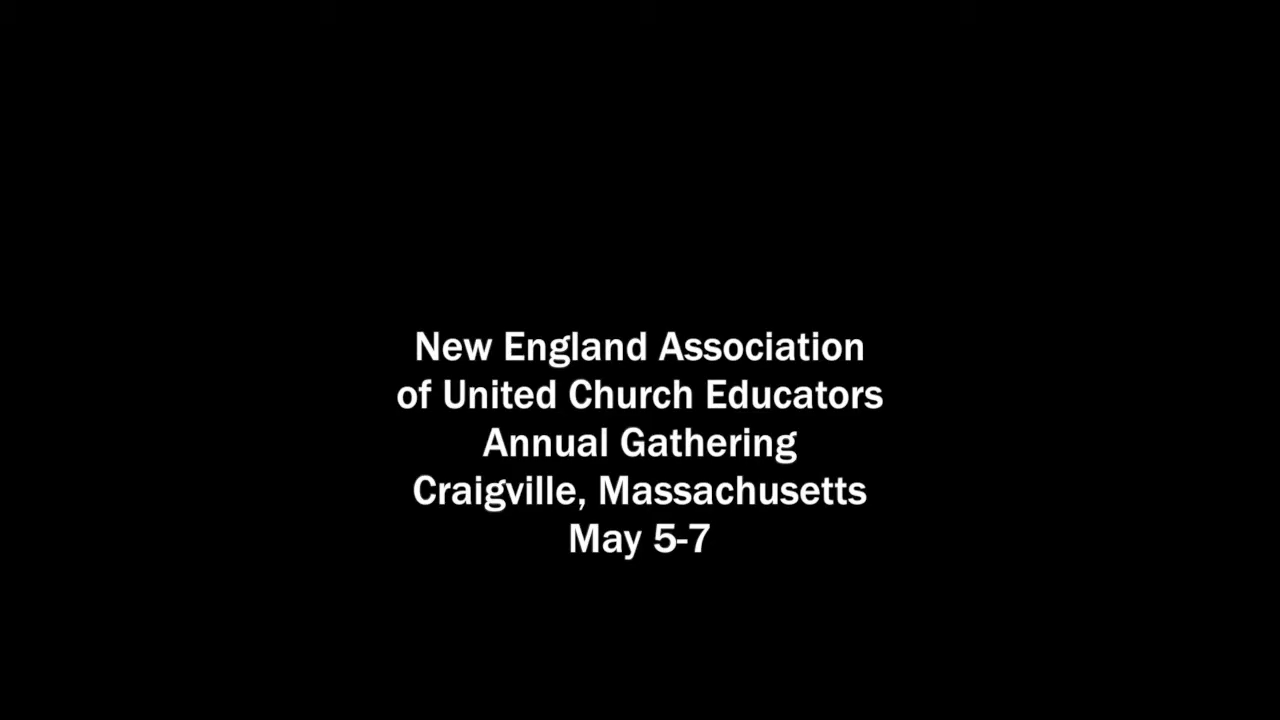 New England Association
of United Church Educators
Annual Gathering
Craigville, Massachusetts
May 5-7